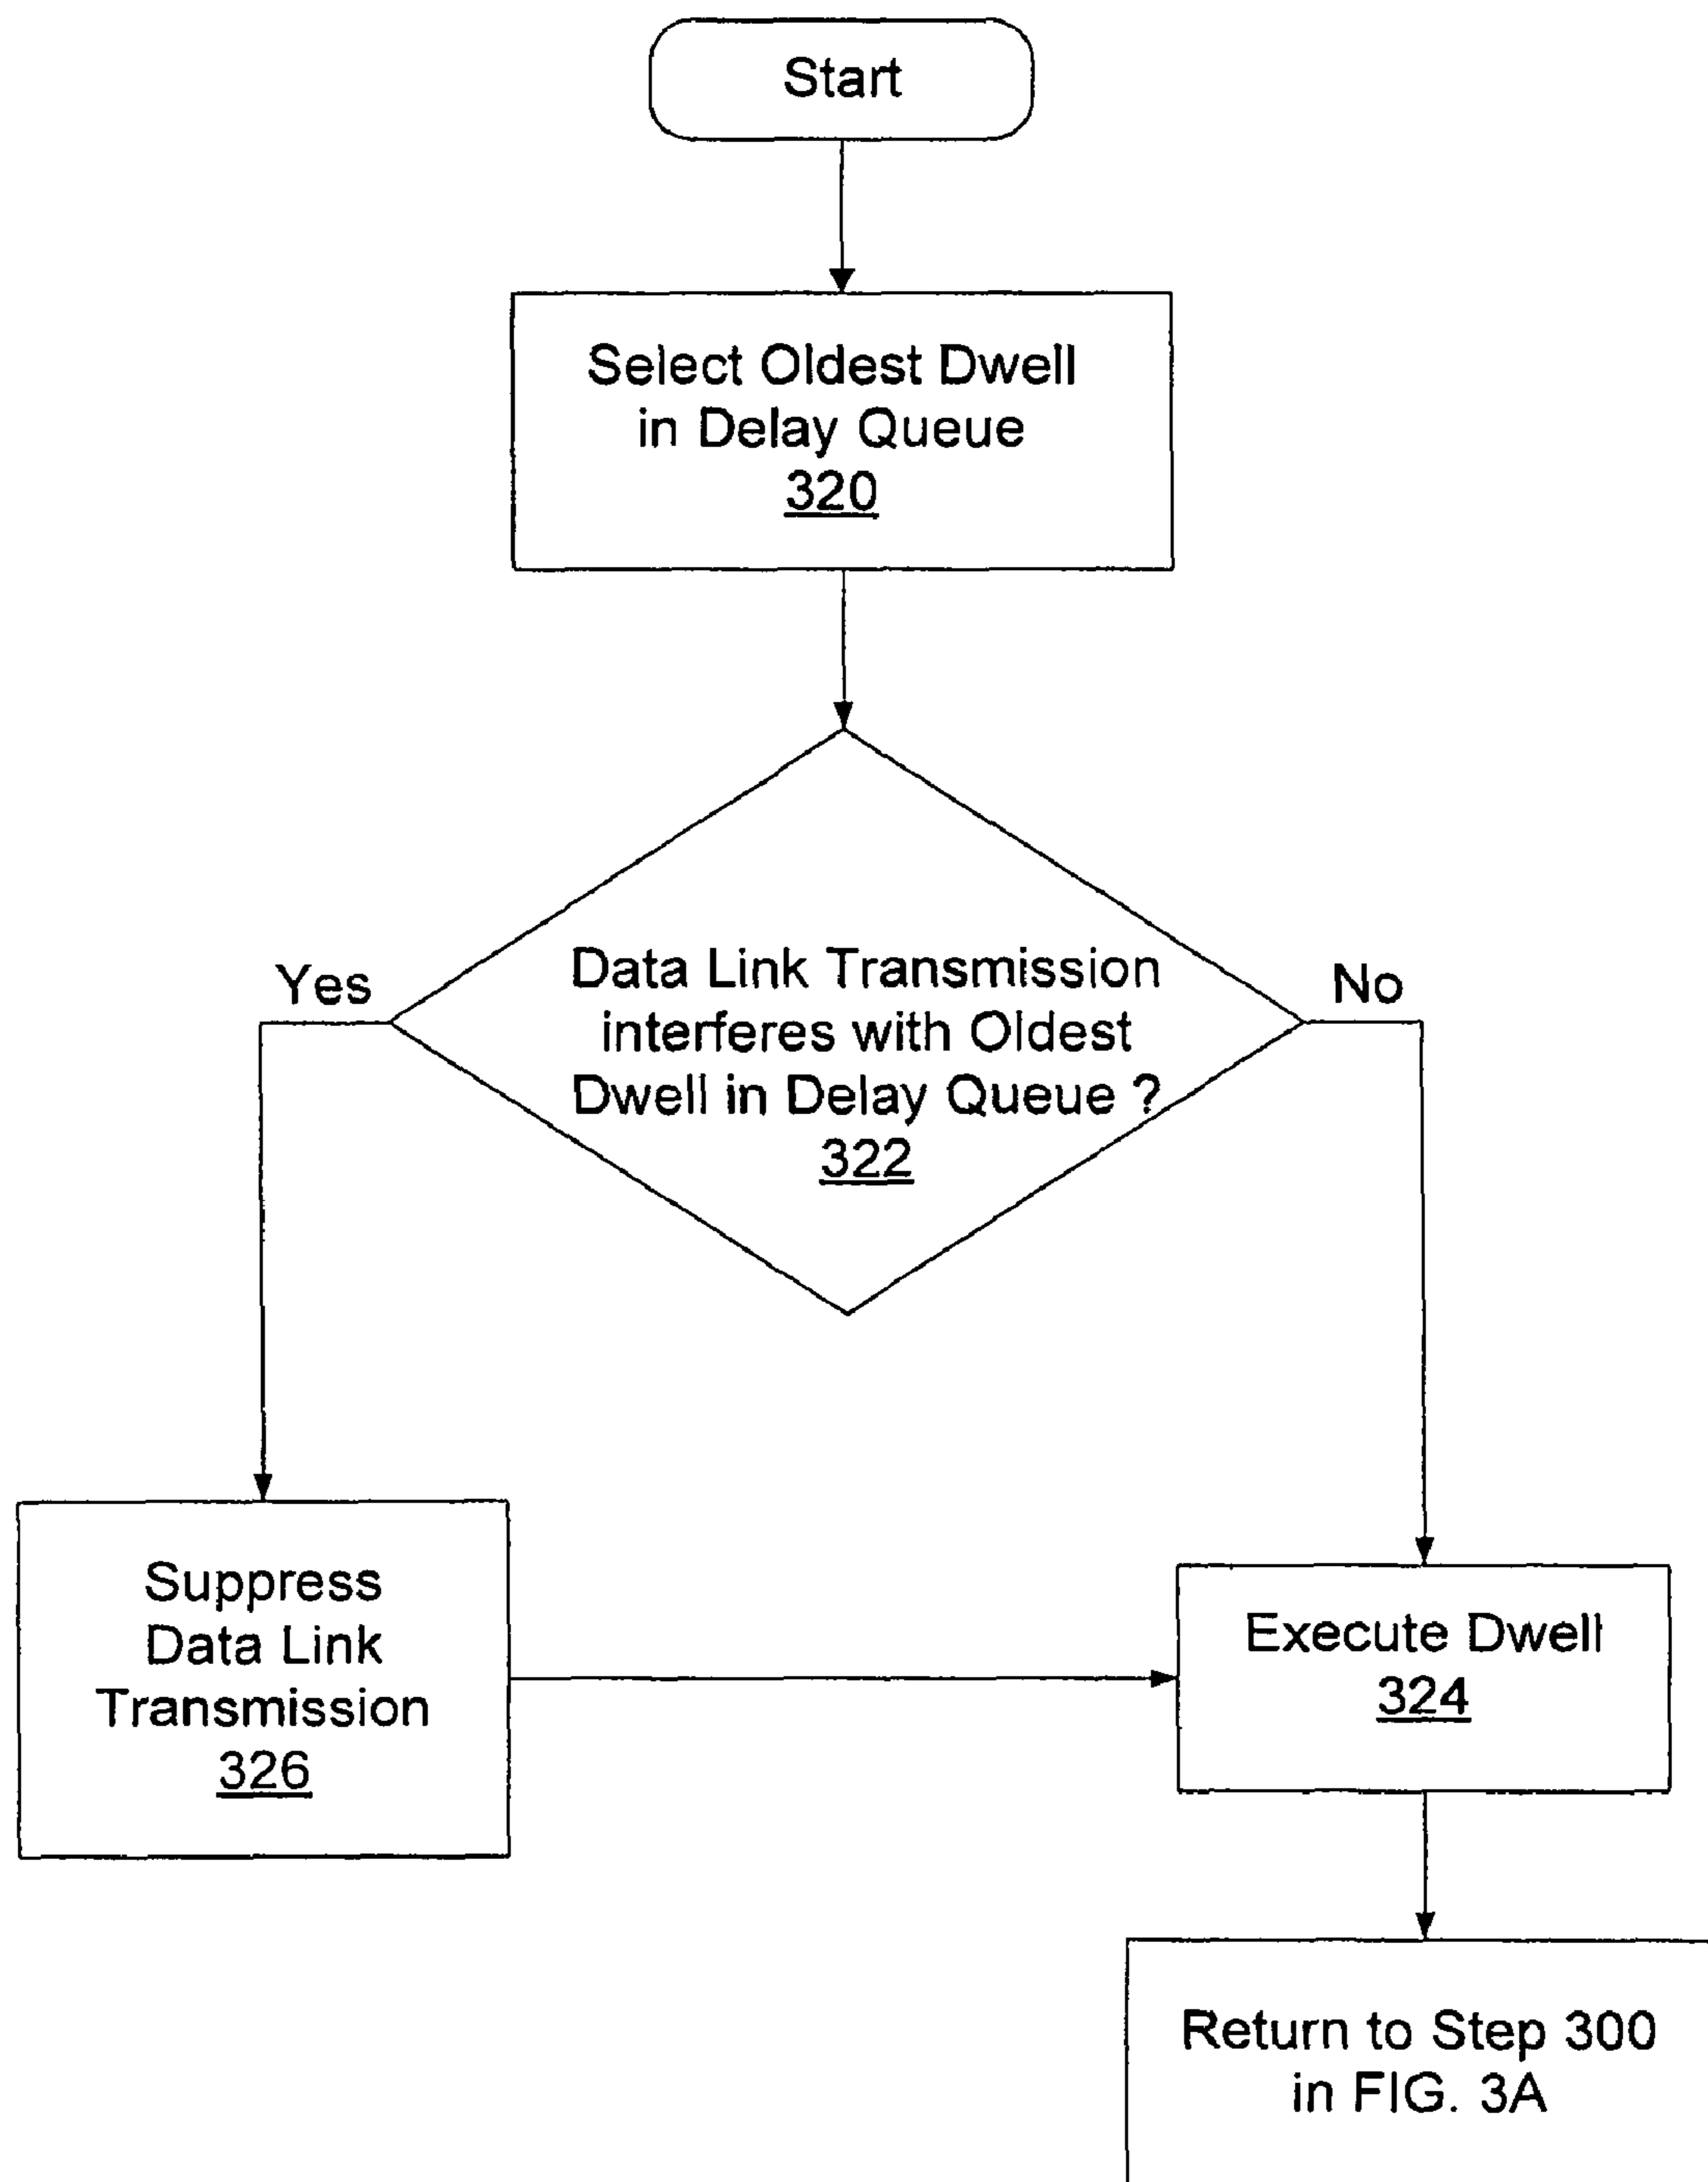 Start
Select Oldest Dwell
in Delay Queue
320
Data Link Transmission
interferes with Oldest
Dwell in Delay Queue ?
322
Yes
No
Suppress
Data Link
Transmission
326
Execute Dwell
324
Return to Step 300
in FIG. 3A